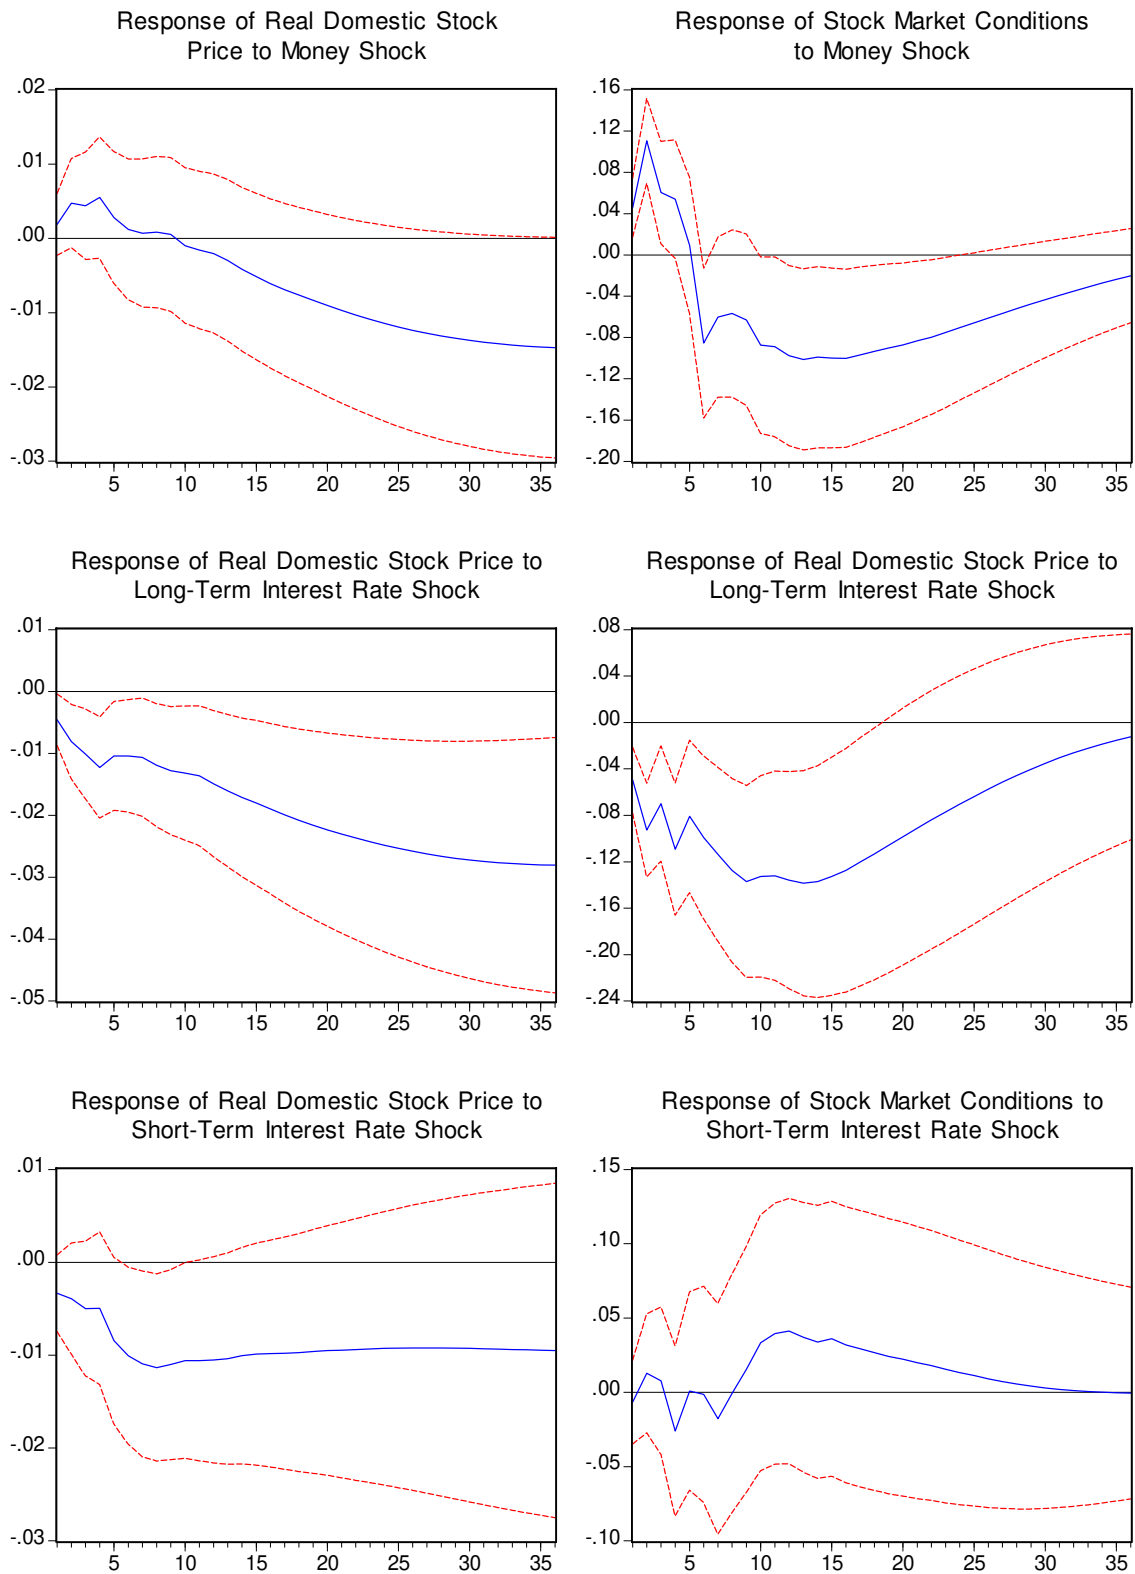 Response of Real Domestic Stock
Price to Money Shock
.02
.01
.00
-.01
-.02
-.03
5 10 15 20 25 30 35
Response of Stock Market Conditions
to Money Shock
.16
.12
.08
.04
.00
-.04
-.08
-.12
-.16
-.20
5 10 15 20 25 30 35
Response of Real Domestic Stock Price to
Long-Term Interest Rate Shock
.01
.00
-.01
-.02
-.03
-.04
-.05
5 10 15 20 25 30 35
Response of Real Domestic Stock Price to
Long-Term Interest Rate Shock
.08
.04
.00
-.04
-.08
-.12
-.16
-.20
-.24
5 10 15 20 25 30 35
Response of Real Domestic Stock Price to
Short-Term Interest Rate Shock
.01
.00
-.01
-.02
-.03
5 10 15 20 25 30 35
Response of Stock Market Conditions to
Short-Term Interest Rate Shock
.15
.10
.05
.00
-.05
-.10
5 10 15 20 25 30 35